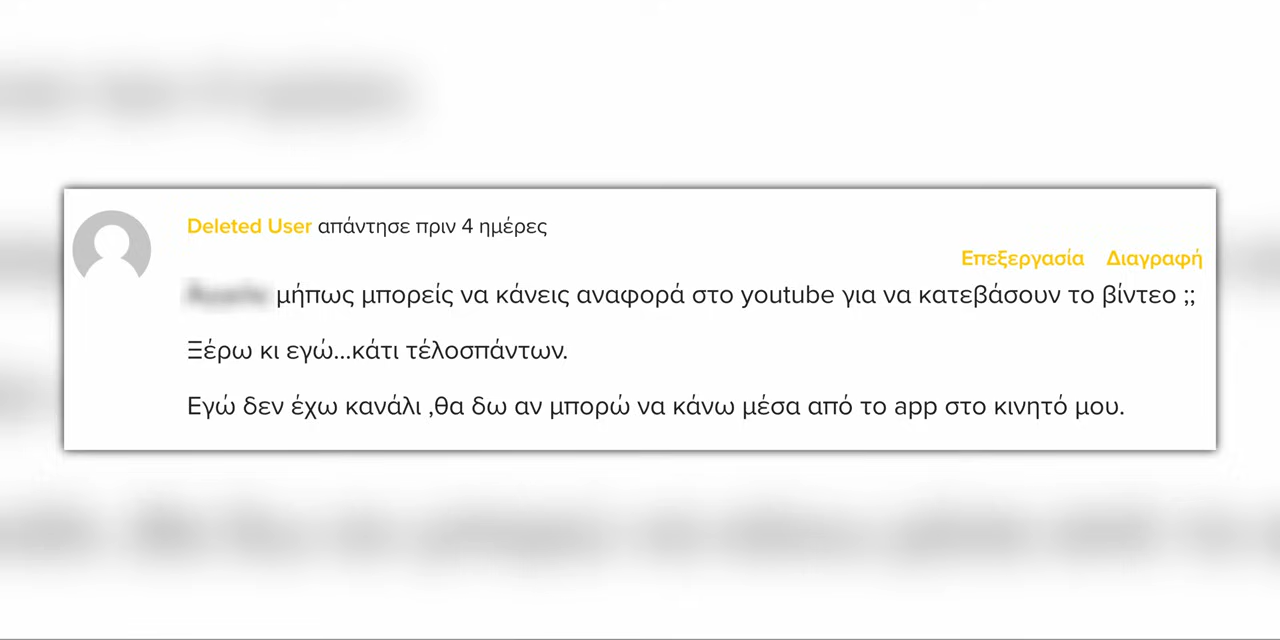 Deleted User απάντησε πριν 4 ημέρες
Επεξεργασία Διαγραφή
μήπως μπορείς να κάνεις αναφορά στο youtube για να κατεβάσουν το βίντεο ;;
Ξέρω κι εγώ...κάτι τέλοσπάντων.
Εγώ δεν έχω κανάλι ,θα δω αν μπορώ να κάνω μέσα από το app στο κινητό μου.